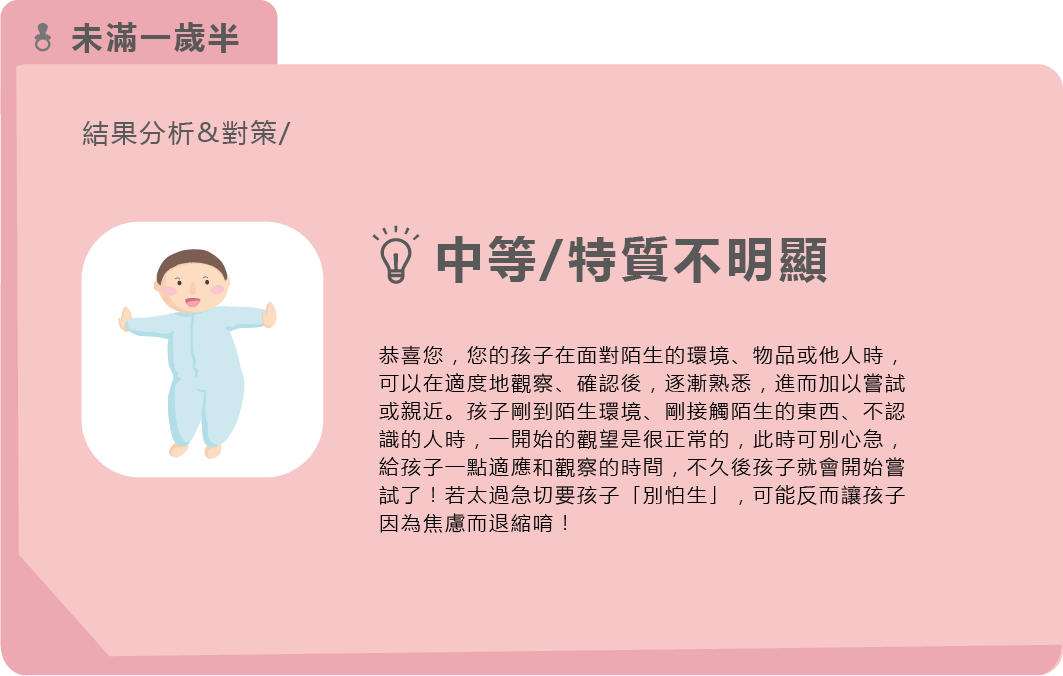 未滿一歲半
結果分析&對策/
中等/特質不明顯
恭喜您，您的孩子在面對陌生的環境、物品或他人時，
可以在適度地觀察、確認後，逐漸熟悉，進而加以嘗試
或親近。孩子剛到陌生環境、剛接觸陌生的東西、不認
識的人時，一開始的觀望是很正常的，此時可別心急，
給孩子一點適應和觀察的時間，不久後孩子就會開始嘗
試了！若太過急切要孩子「別怕生」，可能反而讓孩子
因為焦慮而退縮唷！